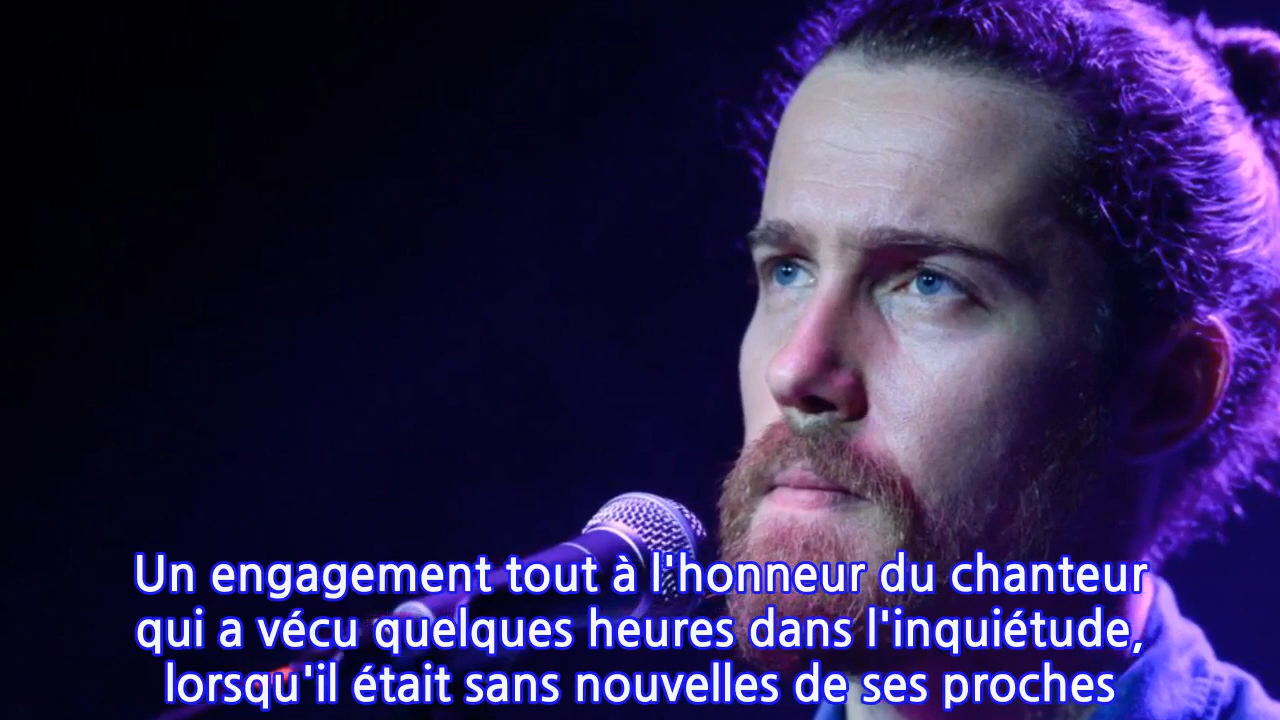 Un engagement tout à l'honneur du chanteur
qui a vécu quelques heures dans l'inquiétude,
lorsqu'il était sans nouvelles de ses proches